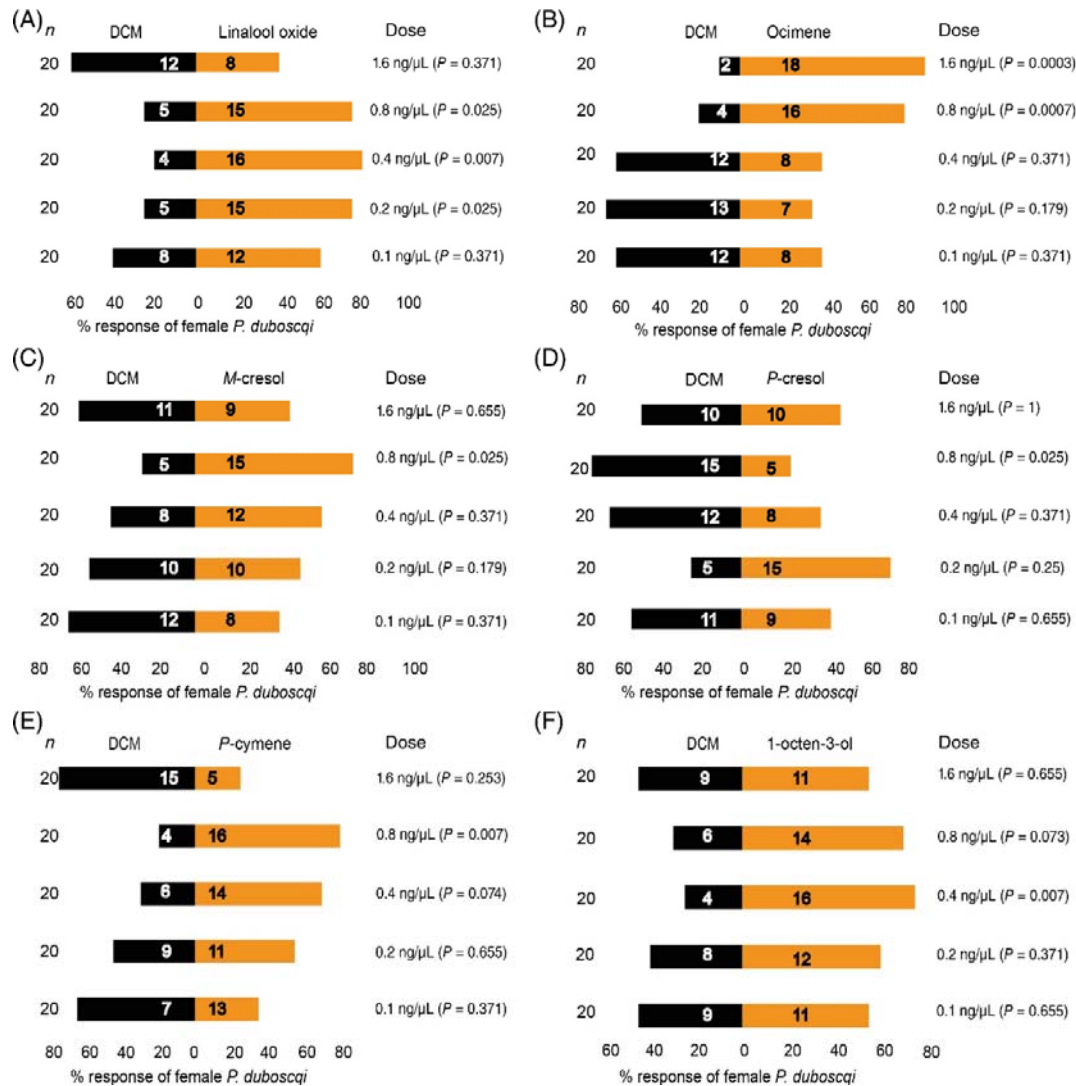 (A)
n DCM Linalool oxide Dose
20 12 8 1.6 ng/µL (P = 0.371)
20 5 15 0.8 ng/µL (P = 0.025)
20 4 16 0.4 ng/µL (P = 0.007)
20 5 15 0.2 ng/µL (P = 0.025)
20 8 12 0.1 ng/µL (P = 0.371)
60 40 20 0 20 40 60 80 100
% response of female P. duboscqi
(B)
n DCM Ocimene Dose
20 2 18 1.6 ng/µL (P = 0.0003)
20 4 16 0.8 ng/µL (P = 0.0007)
20 12 8 0.4 ng/µL (P = 0.371)
20 13 7 0.2 ng/µL (P = 0.179)
20 12 8 0.1 ng/µL (P = 0.371)
80 60 40 20 0 20 40 60 80 100
% response of female P. duboscqi
(C)
n DCM M-cresol Dose
20 11 9 1.6 ng/µL (P = 0.655)
20 5 15 0.8 ng/µL (P = 0.025)
20 8 12 0.4 ng/µL (P = 0.371)
20 10 10 0.2 ng/µL (P = 0.179)
20 12 8 0.1 ng/µL (P = 0.371)
80 60 40 20 0 20 40 60 80 100
% response of female P. duboscqi
(D)
n DCM P-cresol Dose
20 10 10 1.6 ng/µL (P = 1)
20 15 5 0.8 ng/µL (P = 0.025)
20 12 8 0.4 ng/µL (P = 0.371)
20 5 15 0.2 ng/µL (P = 0.25)
20 11 9 0.1 ng/µL (P = 0.655)
80 60 40 20 0 20 40 60 80
% response of female P. duboscqi
(E)
n DCM P-cymene Dose
20 15 5 1.6 ng/µL (P = 0.253)
20 4 16 0.8 ng/µL (P = 0.007)
20 6 14 0.4 ng/µL (P = 0.074)
20 9 11 0.2 ng/µL (P = 0.655)
20 7 13 0.1 ng/µL (P = 0.371)
80 60 40 20 0 20 40 60 80
% response of female P. duboscqi
(F)
n DCM 1-octen-3-ol Dose
20 9 11 1.6 ng/µL (P = 0.655)
20 6 14 0.8 ng/µL (P = 0.073)
20 4 16 0.4 ng/µL (P = 0.007)
20 8 12 0.2 ng/µL (P = 0.371)
20 9 11 0.1 ng/µL (P = 0.655)
60 40 20 0 20 40 60 80
% response of female P. duboscqi